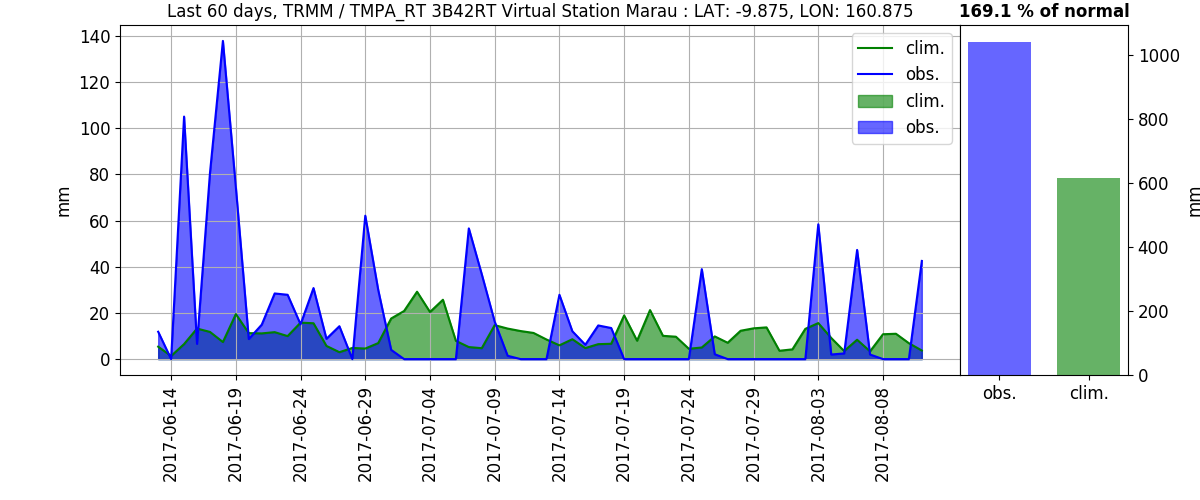 Last 60 days, TRMM / TMPA_RT 3B42RT Virtual Station Marau : LAT: -9.875, LON: 160.875
169.1 % of normal
mm
140
120
100
80
60
40
20
0
clim.
obs.
clim.
obs.
2017-06-14
2017-06-19
2017-06-24
2017-06-29
2017-07-04
2017-07-09
2017-07-14
2017-07-19
2017-07-24
2017-07-29
2017-08-03
2017-08-08
1000
800
600
400
200
0
mm
obs.
clim.